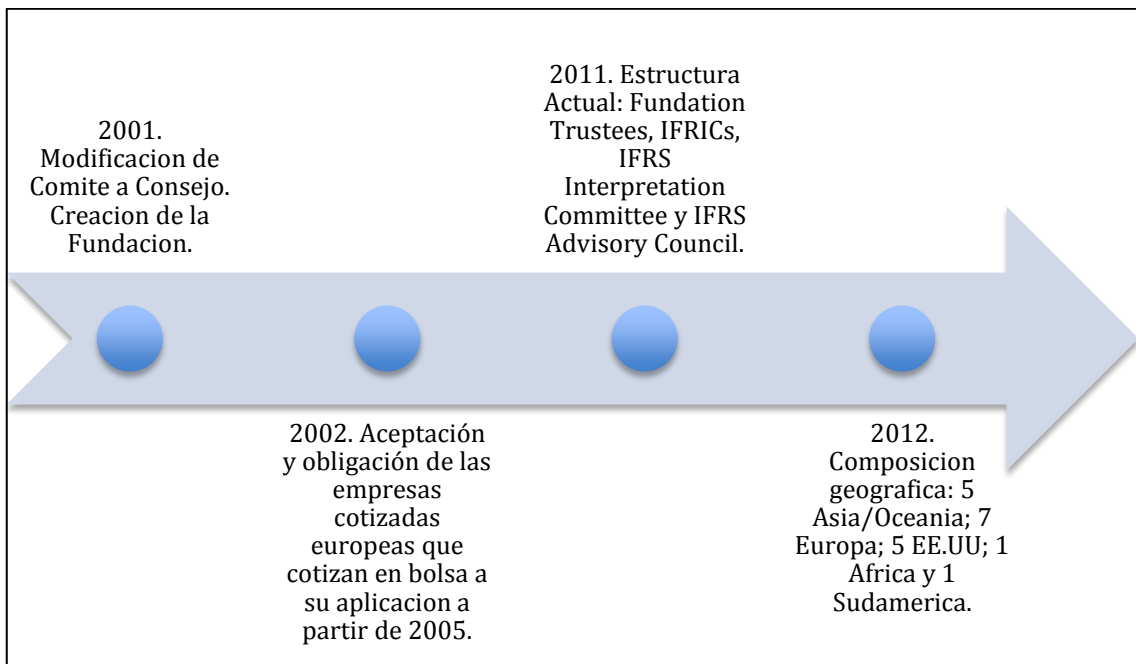 2001.
Modificacion de
Comite a Consejo.
Creacion de la
Fundacion.
2002. Aceptación
y obligación de las
empresas
cotizadas
europeas que
cotizan en bolsa a
su aplicacion a
partir de 2005.
2011. Estructura
Actual: Fundation
Trustees, IFRICs,
IFRS
Interpretation
Committee y IFRS
Advisory Council.
2012.
Composicion
geografica: 5
Asia/Oceania; 7
Europa; 5 EE.UU; 1
Africa y 1
Sudamerica.